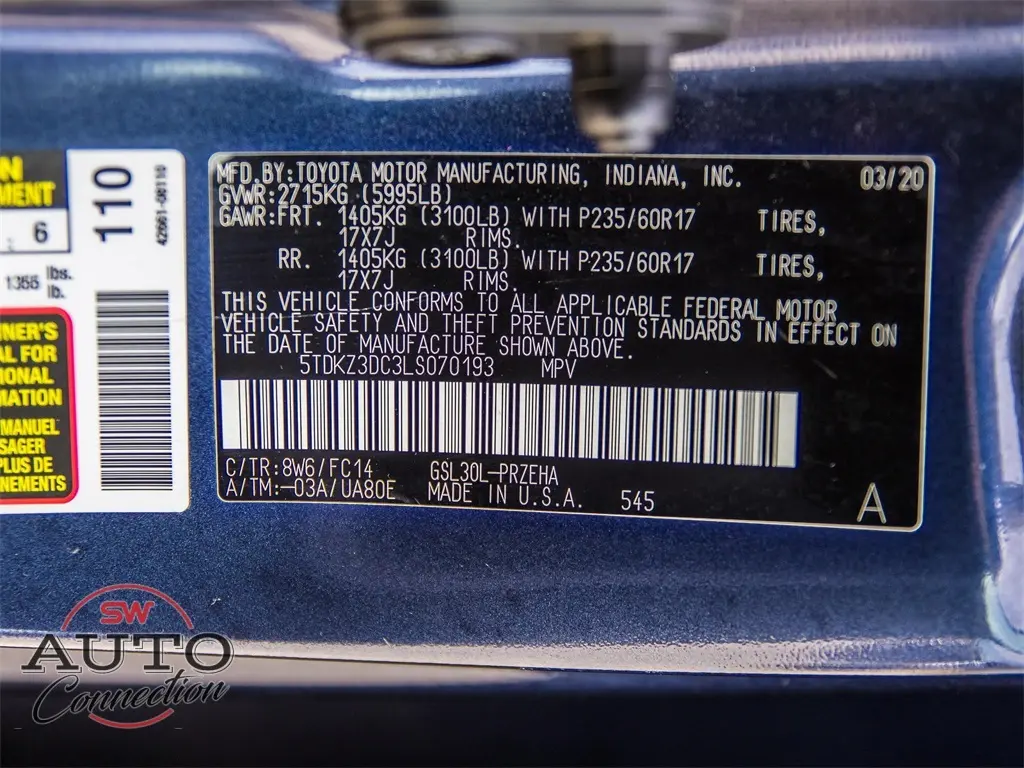 N
MENT
6
1355 lbs.
lb.
NER'S
AL FOR
IONAL
MATION
MANUEL
SAGER
PLUS DE
NEMENTS
110
42661-08110
MFD.BY:TOYOTA MOTOR MANUFACTURING, INDIANA, INC. 03/20
GVWR:2715KG (5995LB)
GAWR:FRT. 1405KG (3100LB) WITH P235/60R17 TIRES,
17X7J RIMS.
RR. 1405KG (3100LB) WITH P235/60R17 TIRES,
17X7J RIMS.
THIS VEHICLE CONFORMS TO ALL APPLICABLE FEDERAL MOTOR
VEHICLE SAFETY AND THEFT PREVENTION STANDARDS IN EFFECT ON
THE DATE OF MANUFACTURE SHOWN ABOVE.
5TDKZ3DC3LS070193 MPV
C/TR:8W6/FC14 GSL30L-PRZEHA
A/TM:-03A/UA80E MADE IN U.S.A. 545 A
SW
AUTO
Connection